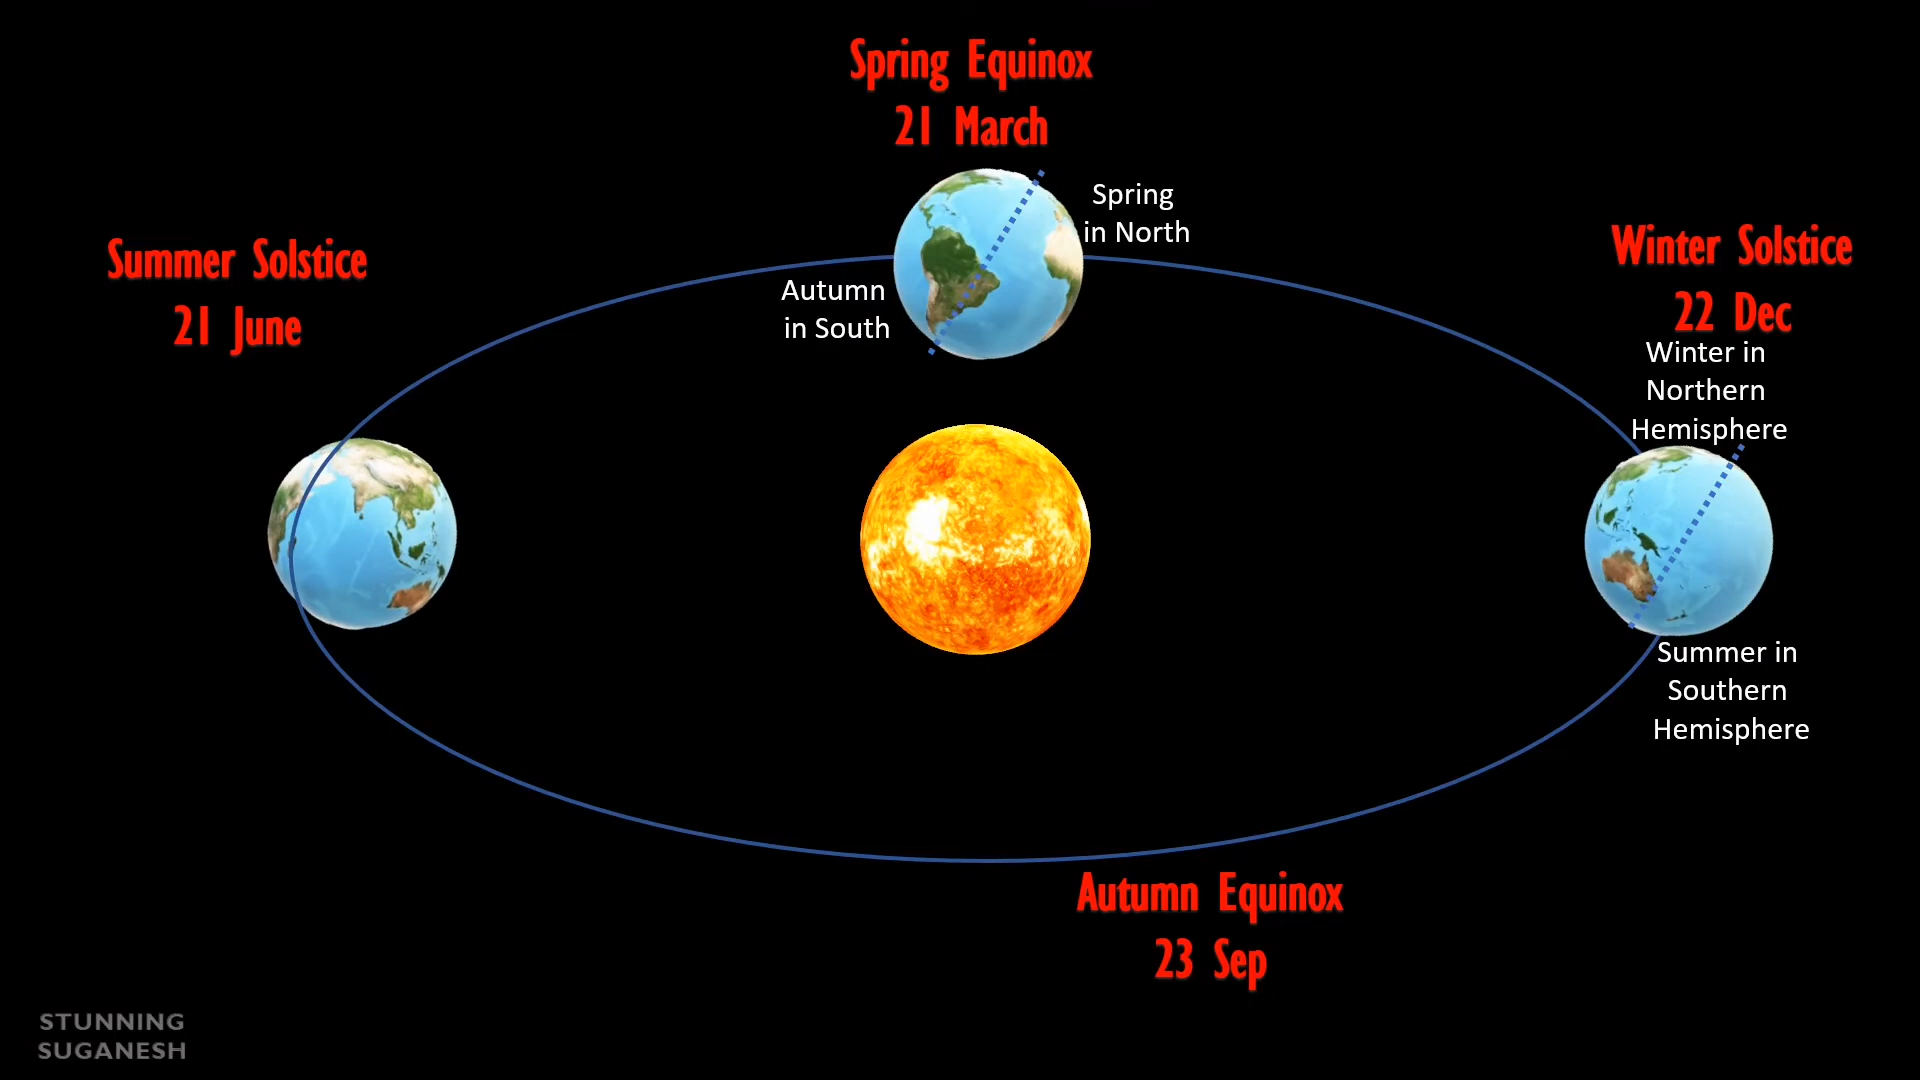 Spring Equinox
21 March
Spring
in North
Autumn
in South
Summer Solstice
21 June
Winter Solstice
22 Dec
Winter in
Northern
Hemisphere
Summer in
Southern
Hemisphere
Autumn Equinox
23 Sep
STUNNING
SUGANESH